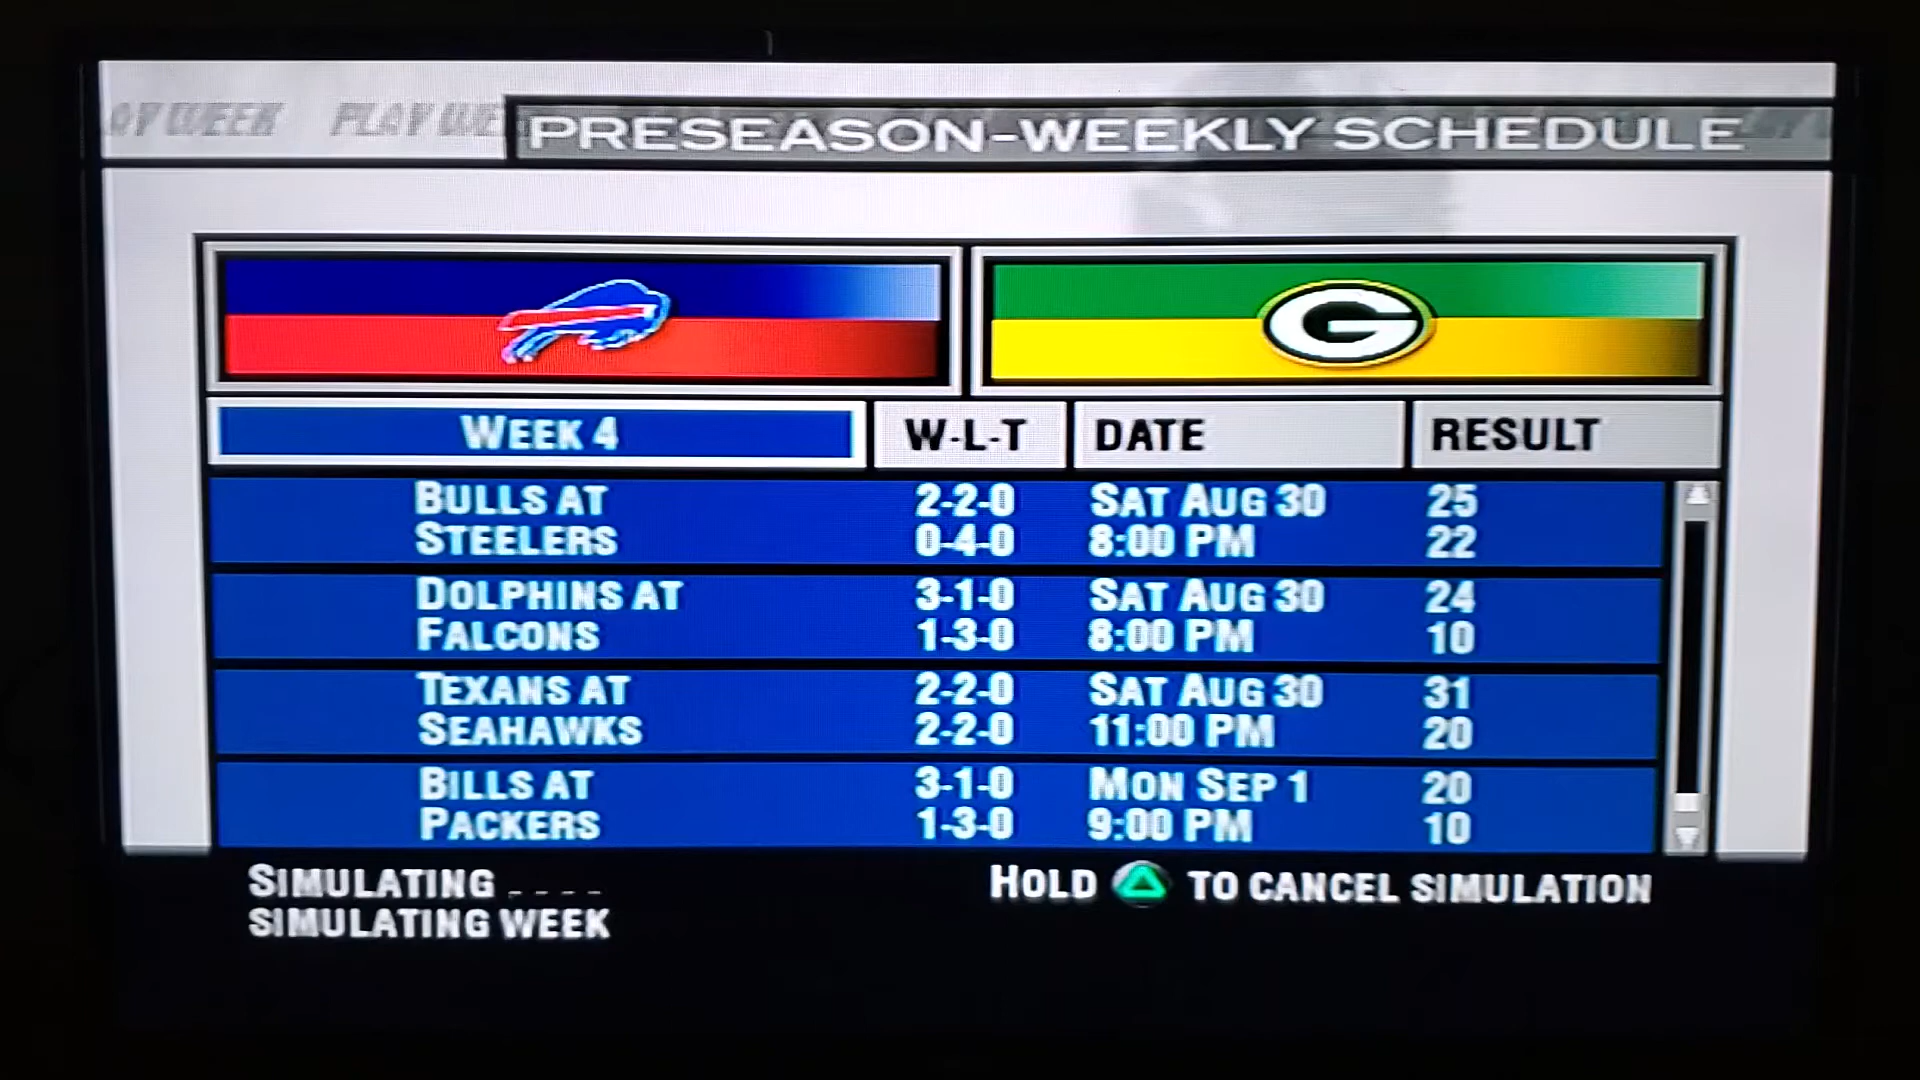 PLAY WEEK
PRESEASON-WEEKLY SCHEDULE
G
WEEK 4 W-L-T DATE RESULT
BULLS AT 2-2-0 SAT AUG 30 25
STEELERS 0-4-0 8:00 PM 22
DOLPHINS AT 3-1-0 SAT AUG 30 24
FALCONS 1-3-0 8:00 PM 10
TEXANS AT 2-2-0 SAT AUG 30 31
SEAHAWKS 2-2-0 11:00 PM 20
BILLS AT 3-1-0 MON SEP 1 20
PACKERS 1-3-0 9:00 PM 10
SIMULATING - - - -
HOLD TO CANCEL SIMULATION
SIMULATING WEEK